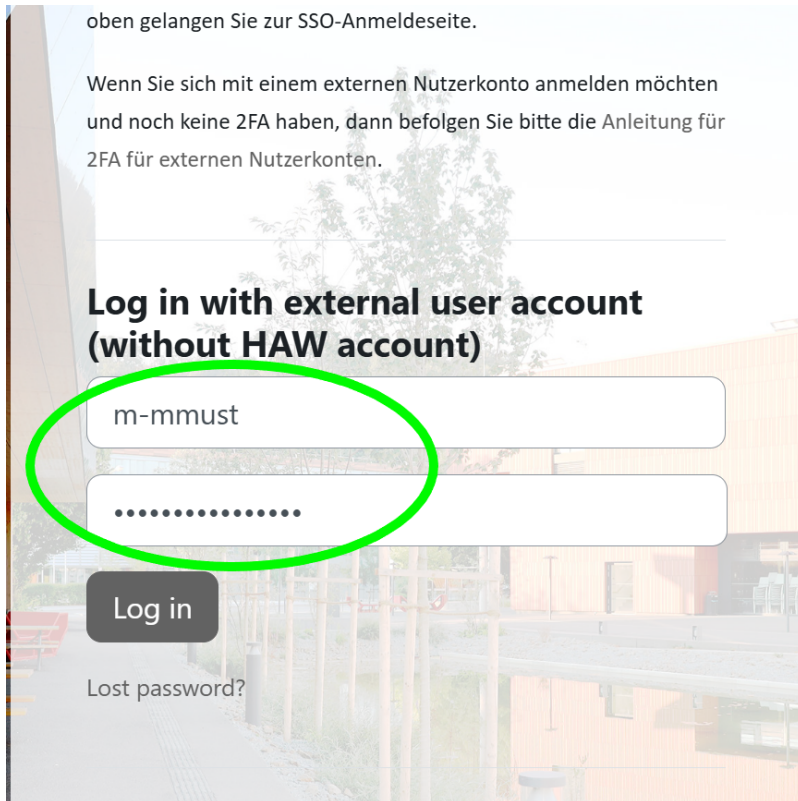 oben gelangen Sie zur SSO-Anmeldeseite.
Wenn Sie sich mit einem externen Nutzerkonto anmelden möchten
und noch keine 2FA haben, dann befolgen Sie bitte die Anleitung für
2FA für externen Nutzerkonten.
Log in with external user account
(without HAW account)
m-mmust
••••••••••••••••
Log in
Lost password?